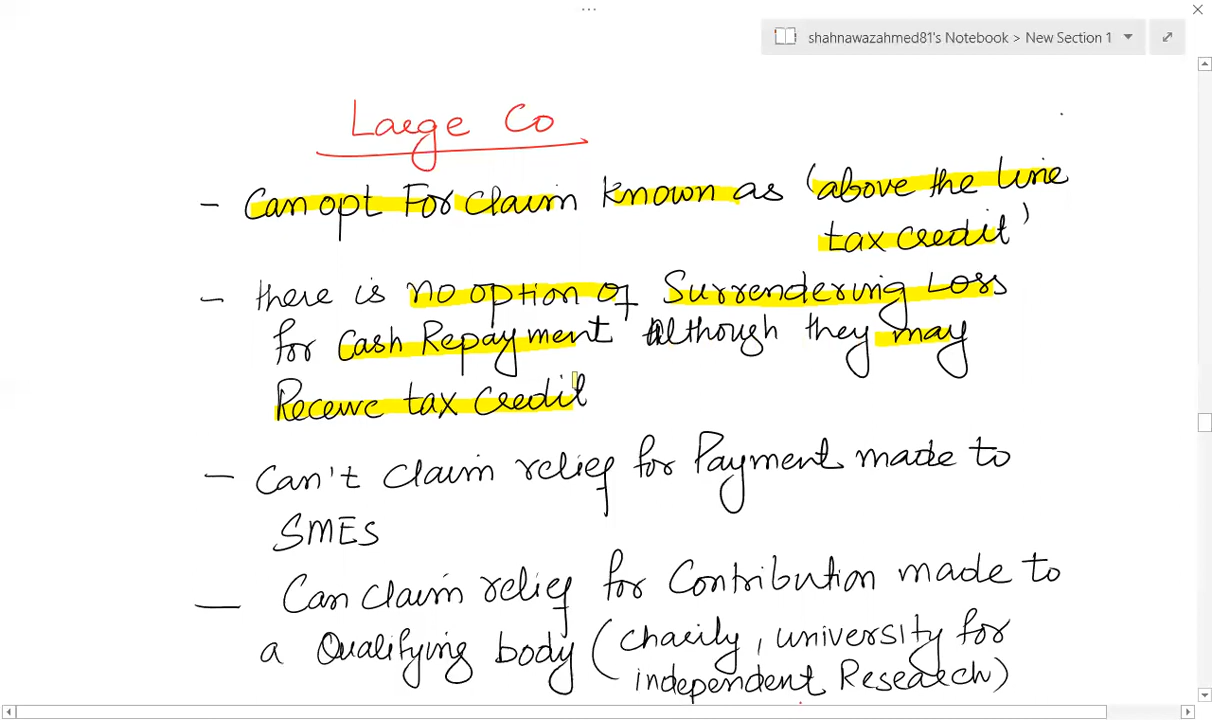 shahnawazahmed81's Notebook > New Section 1
Large Co
- Can opt For claim known as 'above the line
tax credit'
- there is no option of Surrendering Loss
for Cash Repayment although they may
Receive tax credit
- Can't claim relief for Payment made to
SMEs
- Can claim relief for Contribution made to
a Qualifying body (charity, university for
independent Research)